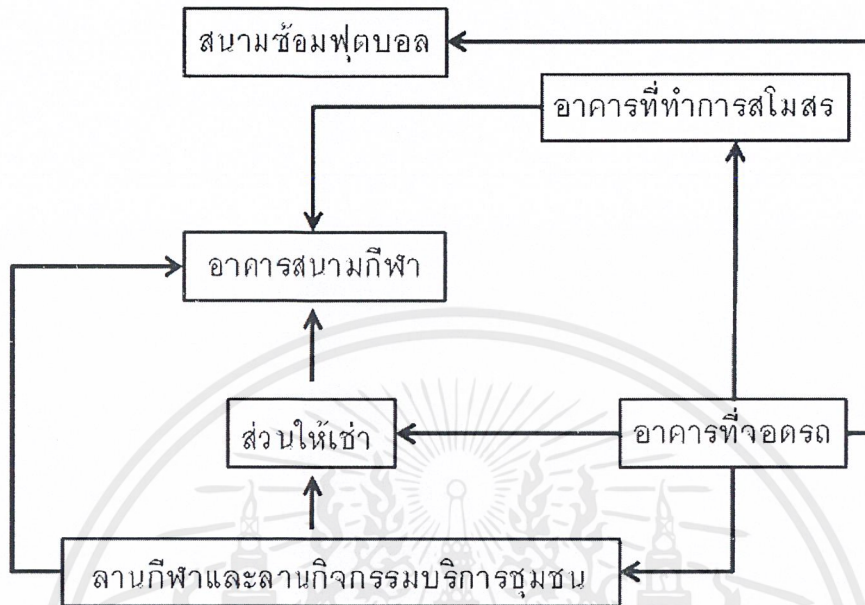 สนามซ้อมฟุตบอล
อาคารที่ทำการสโมสร
อาคารสนามกีฬา
ส่วนให้เช่า
อาคารที่จอดรถ
ลานกีฬาและลานกิจกรรมบริการชุมชน